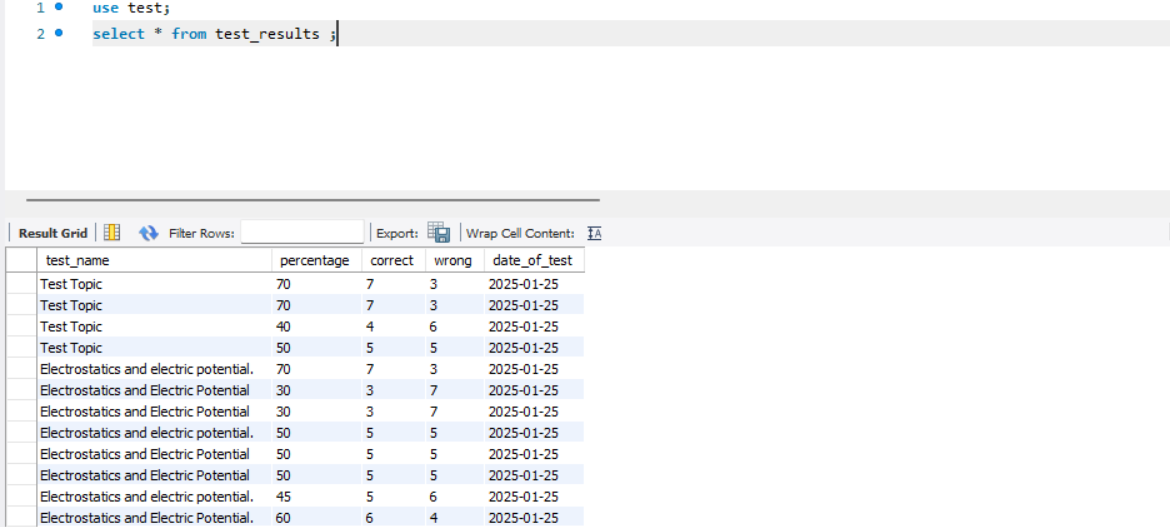 1 use test;
2 select * from test_results ;
Result Grid Filter Rows: Export: Wrap Cell Content: IA
test_name percentage correct wrong date_of_test
Test Topic 70 7 3 2025-01-25
Test Topic 70 7 3 2025-01-25
Test Topic 40 4 6 2025-01-25
Test Topic 50 5 5 2025-01-25
Electrostatics and electric potential. 70 7 3 2025-01-25
Electrostatics and Electric Potential 30 3 7 2025-01-25
Electrostatics and Electric Potential 30 3 7 2025-01-25
Electrostatics and electric potential. 50 5 5 2025-01-25
Electrostatics and Electric Potential 50 5 5 2025-01-25
Electrostatics and Electric Potential 50 5 5 2025-01-25
Electrostatics and electric potential. 45 5 6 2025-01-25
Electrostatics and Electric Potential. 60 6 4 2025-01-25